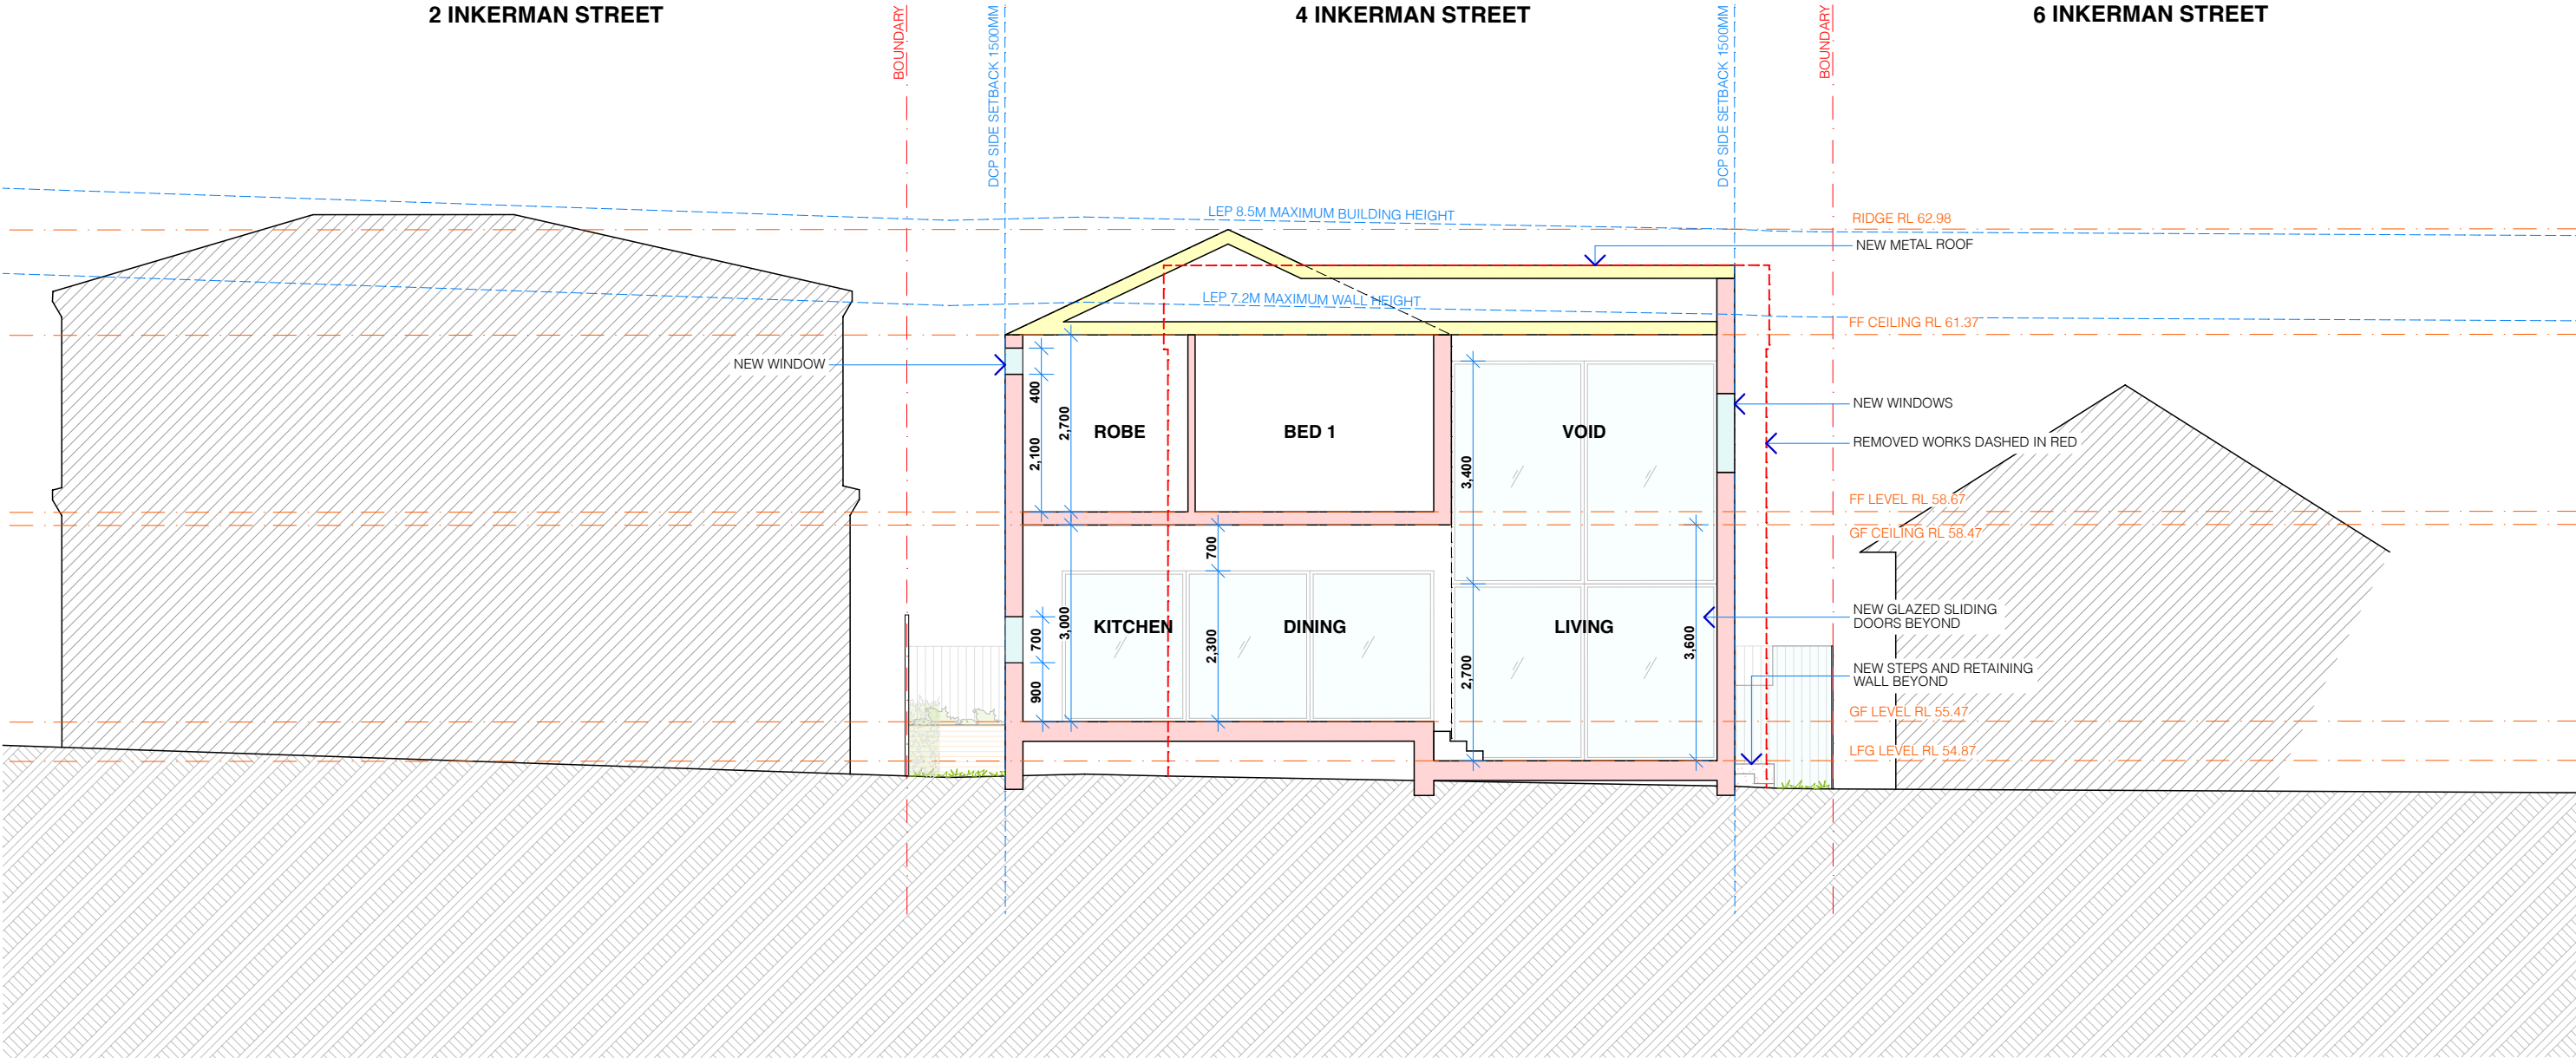 2 INKERMAN STREET
4 INKERMAN STREET
6 INKERMAN STREET
BOUNDARY
DCP SIDE SETBACK 1500MM
DCP SIDE SETBACK 1500MM
BOUNDARY
LEP 8.5M MAXIMUM BUILDING HEIGHT
RIDGE RL 62.98
NEW METAL ROOF
LEP 7.2M MAXIMUM WALL HEIGHT
FF CEILING RL 61.37
NEW WINDOW
400
2,700
2,100
ROBE
BED 1
VOID
3,400
NEW WINDOWS
REMOVED WORKS DASHED IN RED
FF LEVEL RL 58.67
GF CEILING RL 58.47
700
3,000
700
900
KITCHEN
2,300
DINING
2,700
LIVING
3,600
NEW GLAZED SLIDING
DOORS BEYOND
NEW STEPS AND RETAINING
WALL BEYOND
GF LEVEL RL 55.47
LFG LEVEL RL 54.87